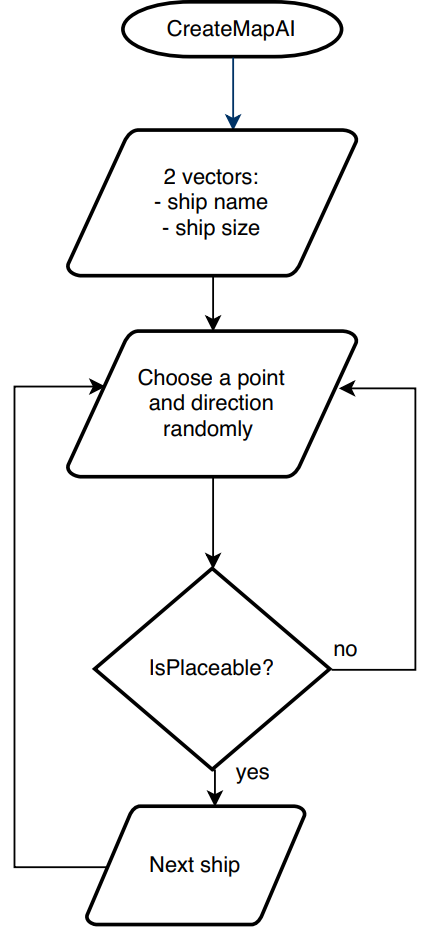 CreateMapAI
2 vectors:
- ship name
- ship size
Choose a point
and direction
randomly
IsPlaceable?
no
yes
Next ship